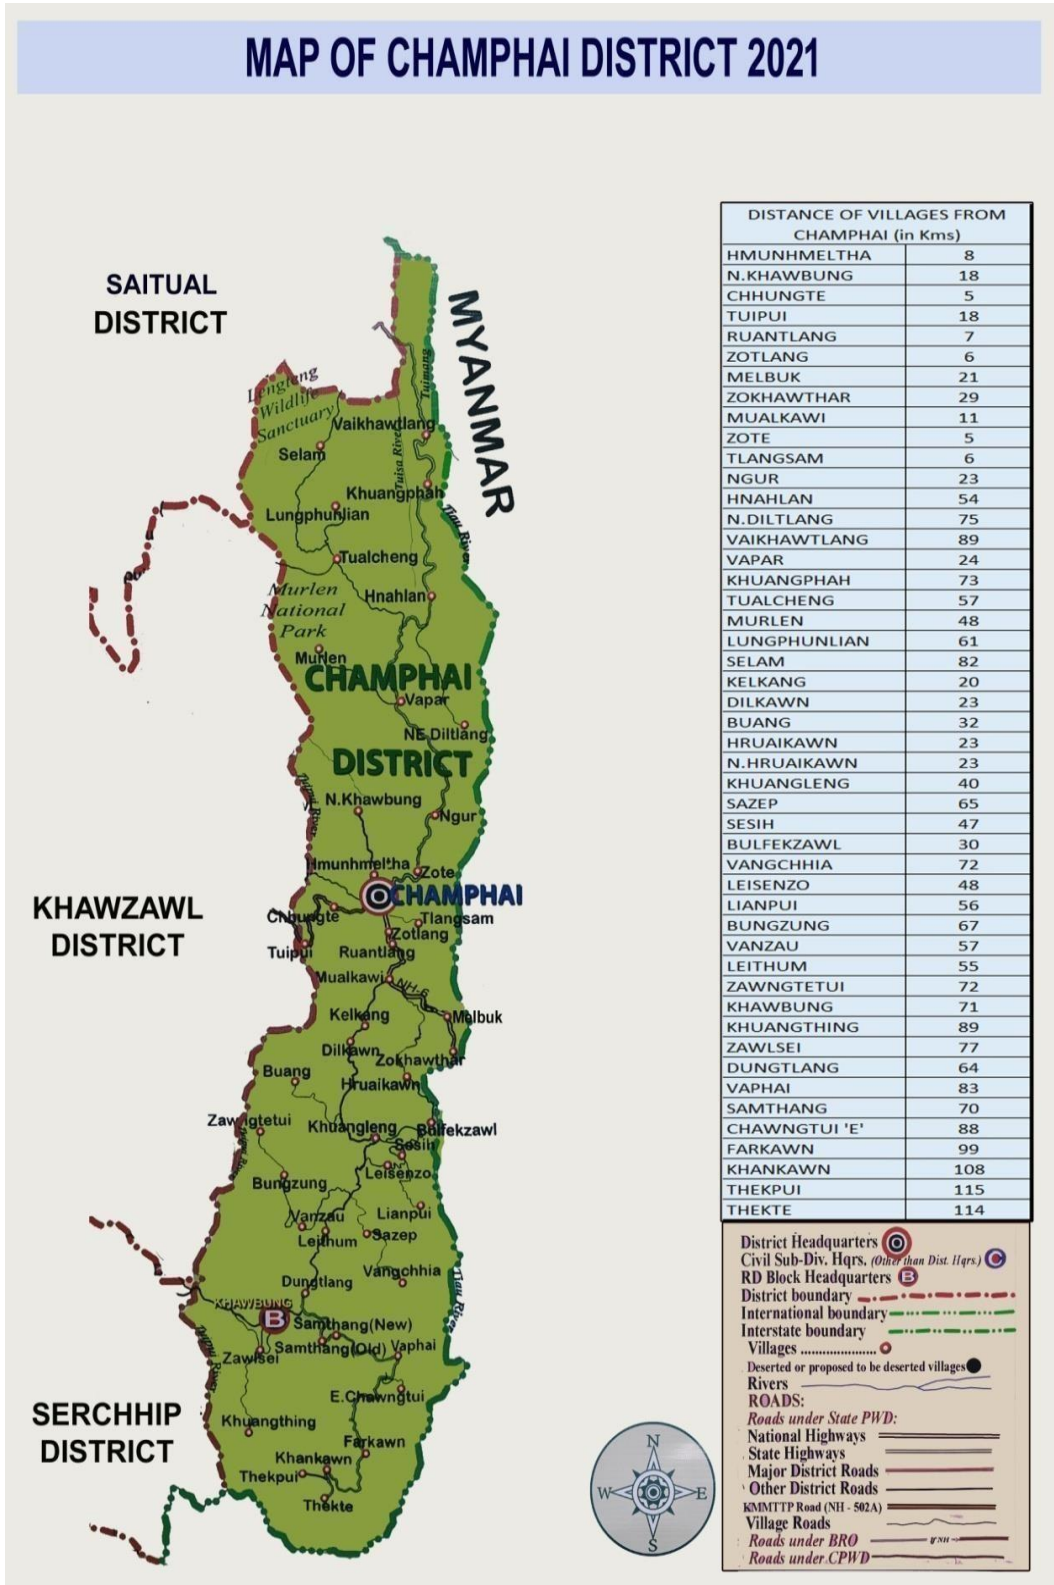 MAP OF CHAMPHAI DISTRICT 2021
SAITUAL
DISTRICT
MYANMAR
Lengteng
Wildlife
Sanctuary
Tuimang
Vaikhawtlang
Selam
Tuisa River
Khuangphah
Lungphunlian
Tiau River
Tualcheng
Murlen
National
Park
Hnahlan
Murlen
CHAMPHAI
Vapar
NE Diltlang
DISTRICT
Tuipui River
N.Khawbung
Ngur
Hmunhmeltha
Zote
CHAMPHAI
KHAWZAWL
DISTRICT
Chhungte
Tlangsam
Zotlang
Tuipui
Ruantlang
Mualkawi
NH-6
Kelkang
Melbuk
Dilkawn
Zokhawthar
Buang
Hruaikawn
Zawngtetui
Khuangleng
Bulfekzawl
Sesih
Tuipui River
Leisenzo
Bungzung
Vanzau
Lianpui
Leithum
Sazep
Vangchhia
Dungtlang
Tiau River
KHAWBUNG
B
Samthang(New)
Samthang(Old)
Vaphai
Zawlsei
Tuipui River
E.Chawngtui
SERCHHIP
DISTRICT
Khuangthing
Farkawn
Khankawn
Thekpui
Thekte
N
W
E
S
DISTANCE OF VILLAGES FROM
CHAMPHAI (in Kms)
HMUNHMELTHA 8
N.KHAWBUNG 18
CHHUNGTE 5
TUIPUI 18
RUANTLANG 7
ZOTLANG 6
MELBUK 21
ZOKHAWTHAR 29
MUALKAWI 11
ZOTE 5
TLANGSAM 6
NGUR 23
HNAHLAN 54
N.DILTLANG 75
VAIKHAWTLANG 89
VAPAR 24
KHUANGPHAH 73
TUALCHENG 57
MURLEN 48
LUNGPHUNLIAN 61
SELAM 82
KELKANG 20
DILKAWN 23
BUANG 32
HRUAIKAWN 23
N.HRUAIKAWN 23
KHUANGLENG 40
SAZEP 65
SESIH 47
BULFEKZAWL 30
VANGCHHIA 72
LEISENZO 48
LIANPUI 56
BUNGZUNG 67
VANZAU 57
LEITHUM 55
ZAWNGTETUI 72
KHAWBUNG 71
KHUANGTHING 89
ZAWLSEI 77
DUNGTLANG 64
VAPHAI 83
SAMTHANG 70
CHAWNGTUI 'E' 88
FARKAWN 99
KHANKAWN 108
THEKPUI 115
THEKTE 114
District Headquarters
Civil Sub-Div. Hqrs. (Other than Dist. Hqrs.) C
RD Block Headquarters B
District boundary
International boundary
Interstate boundary
Villages .....................
Deserted or proposed to be deserted villages
Rivers
ROADS:
Roads under State PWD:
National Highways
State Highways
Major District Roads
Other District Roads
KMMTTP Road (NH - 502A)
Village Roads
Roads under BRO
Roads under CPWD